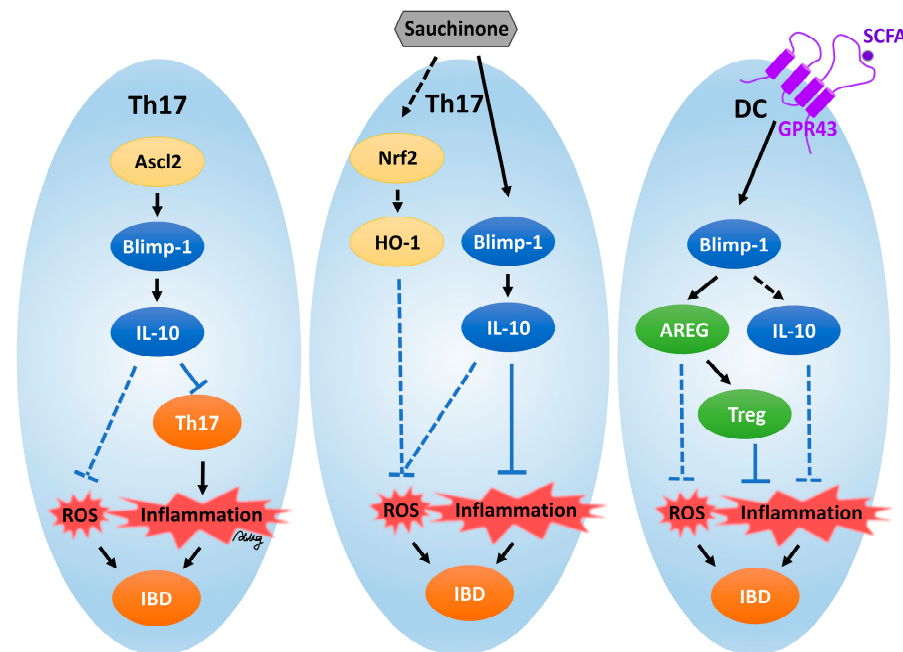 Sauchinone
SCFA
Th17
Th17
DC
GPR43
Ascl2
Nrf2
Blimp-1
HO-1
Blimp-1
Blimp-1
IL-10
IL-10
AREG
IL-10
Th17
Treg
ROS
Inflammation
ROS
Inflammation
ROS
Inflammation
IBD
IBD
IBD